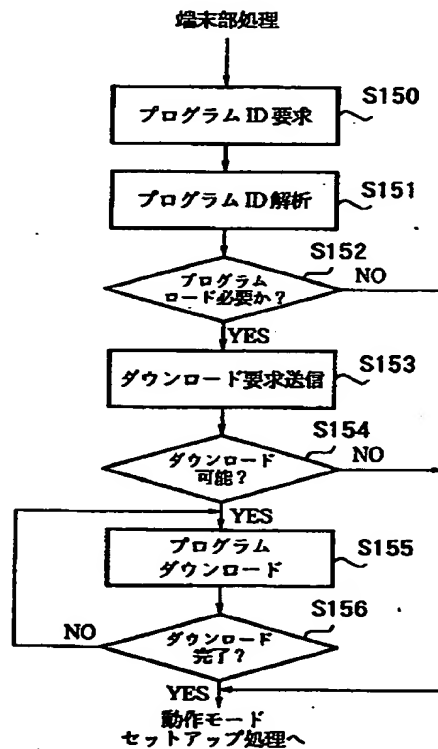 端末部処理
S150
プログラムID要求
S151
プログラムID解析
S152
プログラム
ロード必要か？
NO
YES
S153
ダウンロード要求送信
S154
ダウンロード
可能？
NO
YES
プログラム
ダウンロード
S155
S156
ダウンロード
完了？
NO
YES
動作モード
セットアップ処理へ